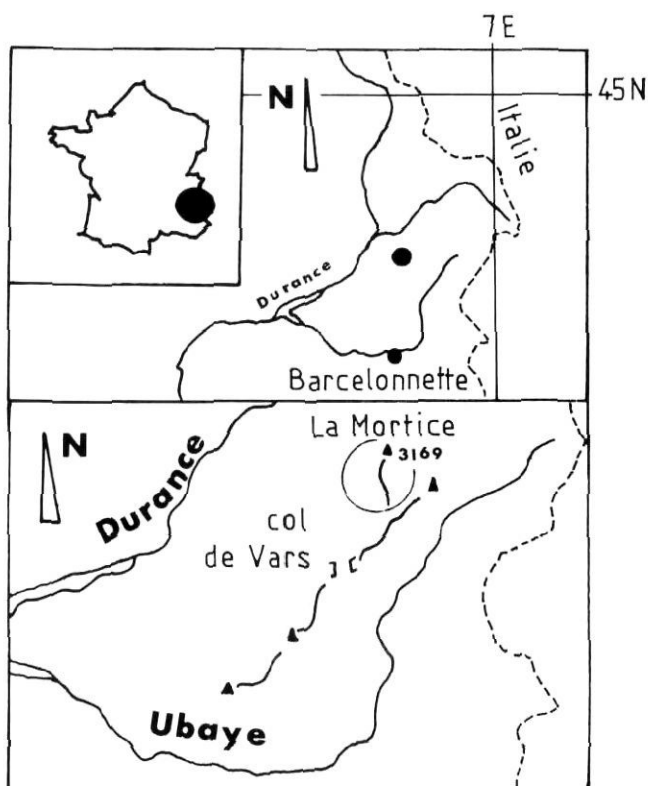 7E
45N
N
Italie
Durance
Barcelonnette
La Mortice
3169
N
Durance
col
de Vars
Ubaye